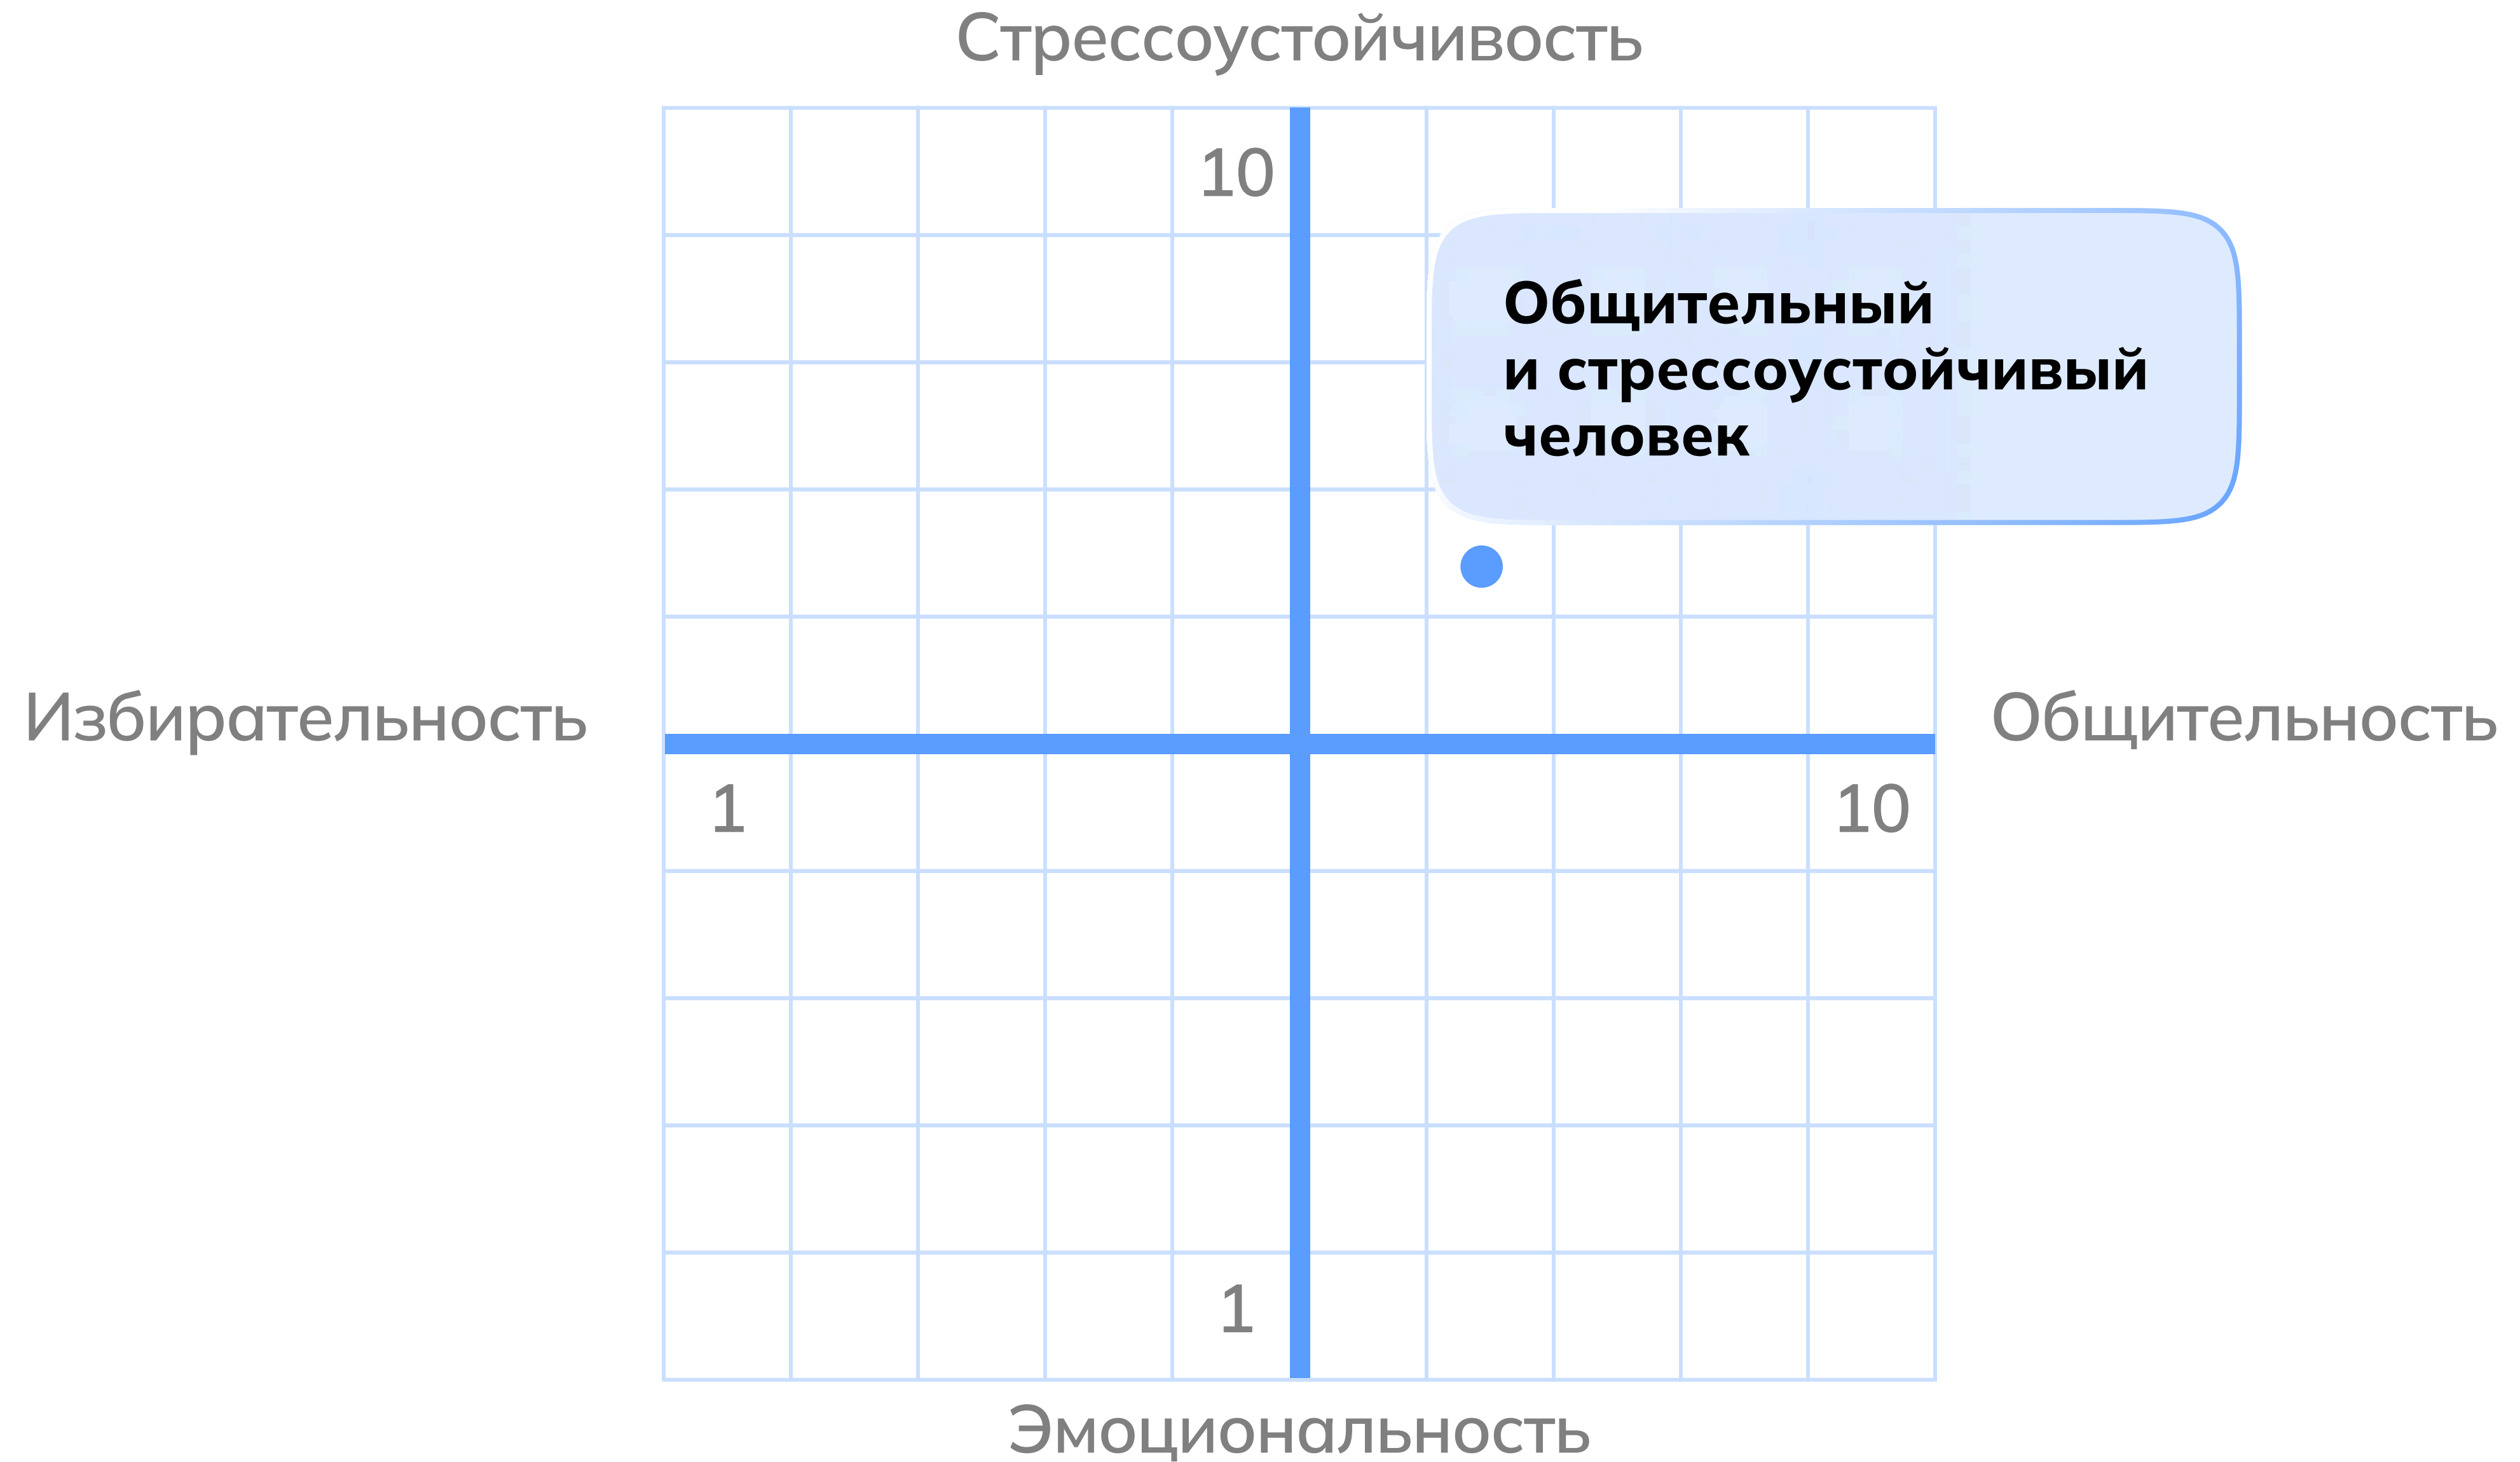 Стрессоустойчивость
10
Общительный
и стрессоустойчивый
человек
Избирательность
Общительность
1
10
1
Эмоциональность